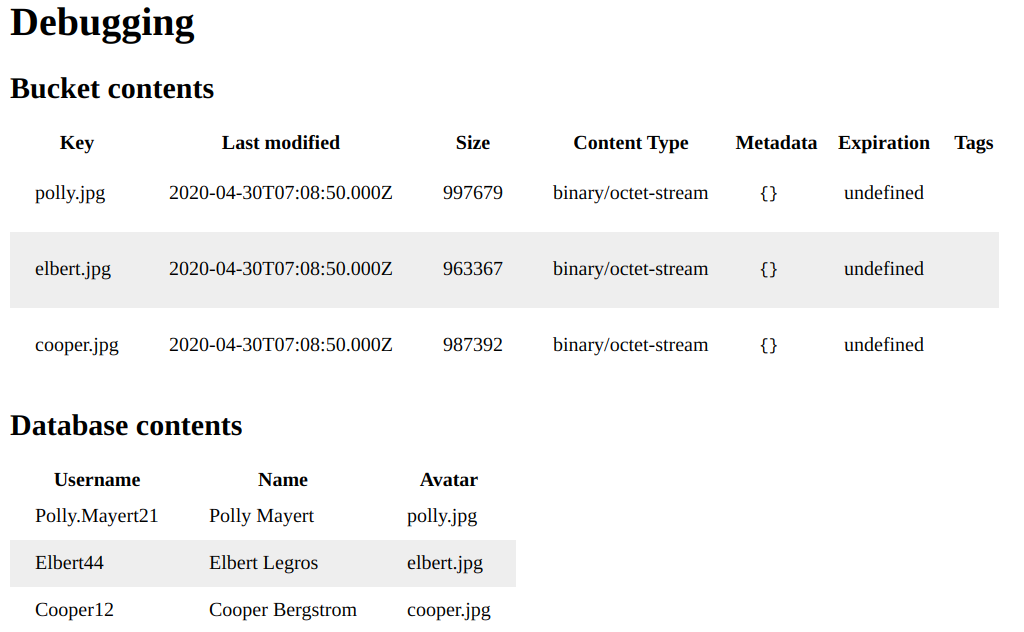 Debugging
Bucket contents
Key Last modified Size Content Type Metadata Expiration Tags
polly.jpg 2020-04-30T07:08:50.000Z 997679 binary/octet-stream {} undefined
elbert.jpg 2020-04-30T07:08:50.000Z 963367 binary/octet-stream {} undefined
cooper.jpg 2020-04-30T07:08:50.000Z 987392 binary/octet-stream {} undefined
Database contents
Username Name Avatar
Polly.Mayert21 Polly Mayert polly.jpg
Elbert44 Elbert Legros elbert.jpg
Cooper12 Cooper Bergstrom cooper.jpg